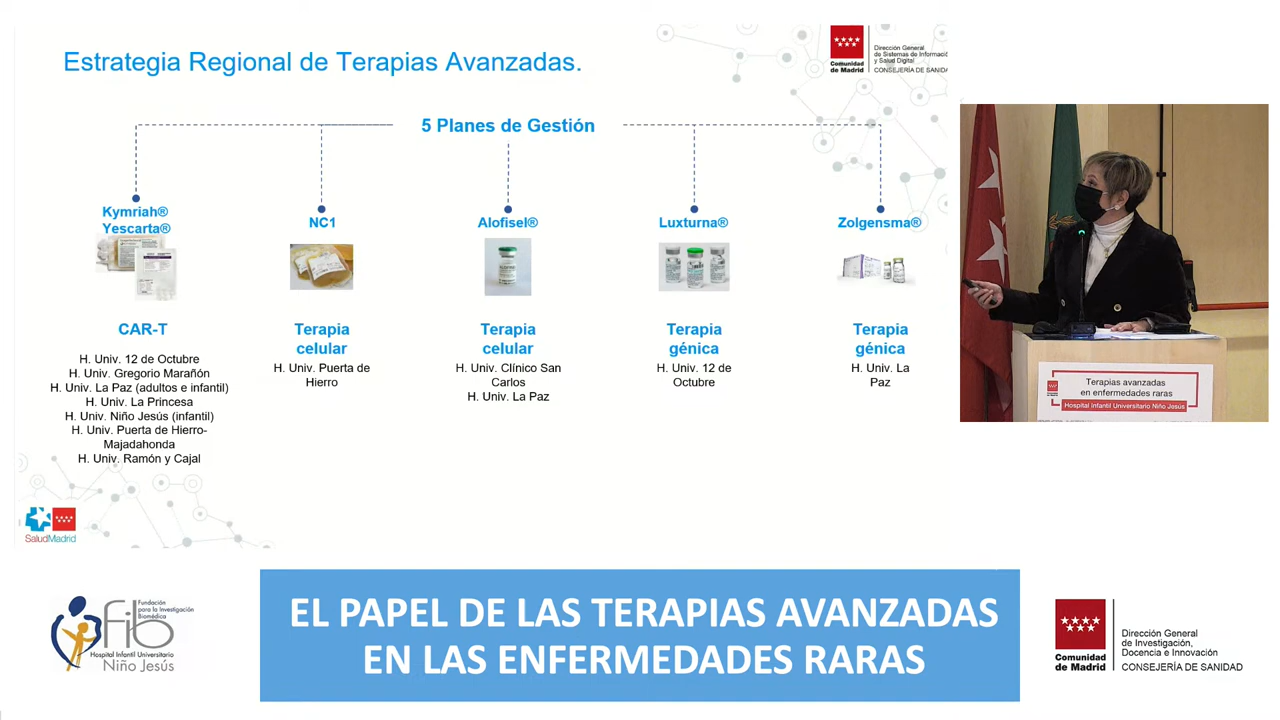 Estrategia Regional de Terapias Avanzadas.
Comunidad
de Madrid
Dirección General
de Sistemas de Informació
y Salud Digital
CONSEJERÍA DE SANIDA
5 Planes de Gestión
Kymriah®
Yescarta®
NC1
Alofisel®
Luxturna®
Zolgensma®
CAR-T
H. Univ. 12 de Octubre
H. Univ. Gregorio Marañón
H. Univ. La Paz (adultos e infantil)
H. Univ. La Princesa
H. Univ. Niño Jesús (infantil)
H. Univ. Puerta de Hierro-
Majadahonda
H. Univ. Ramón y Cajal
Terapia
celular
H. Univ. Puerta de
Hierro
Terapia
celular
H. Univ. Clínico San
Carlos
H. Univ. La Paz
Terapia
génica
H. Univ. 12 de
Octubre
Terapia
génica
H. Univ. La
Paz
SaludMadrid
Terapias avanzadas
en enfermedades raras
Hospital Infantil Universitario Niño Jesús
fib
Fundación
para la Investigación
Biomédica
Hospital Infantil Universitario
Niño Jesús
EL PAPEL DE LAS TERAPIAS AVANZADAS
EN LAS ENFERMEDADES RARAS
Comunidad
de Madrid
Dirección General
de Investigación,
Docencia e Innovación
CONSEJERÍA DE SANIDAD